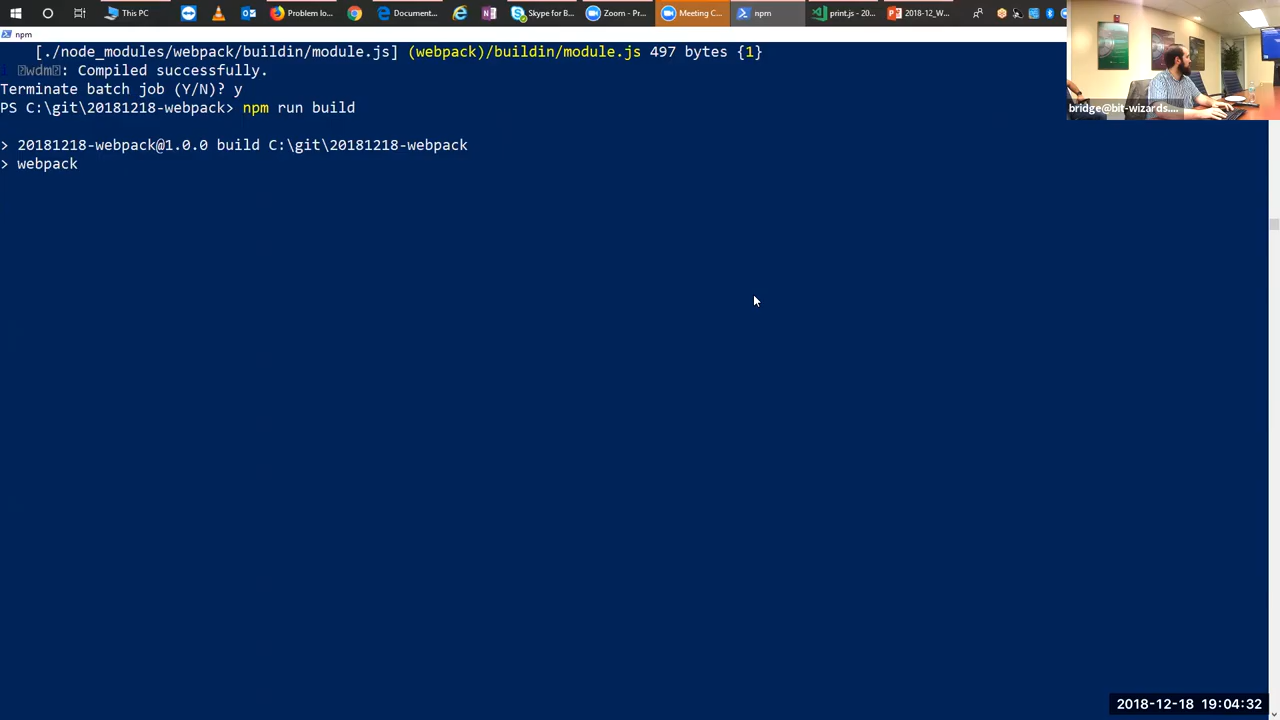 This PC
Problem lo...
Document...
Skype for B...
Zoom - Pr...
Meeting C...
npm
print.js - 20...
2018-12_W...
npm
[./node_modules/webpack/buildin/module.js] (webpack)/buildin/module.js 497 bytes {1}
i ｢wdm｣: Compiled successfully.
Terminate batch job (Y/N)? y
PS C:\git\20181218-webpack> npm run build
> 20181218-webpack@1.0.0 build C:\git\20181218-webpack
> webpack
bridge@bit-wizards....
2018-12-18 19:04:32